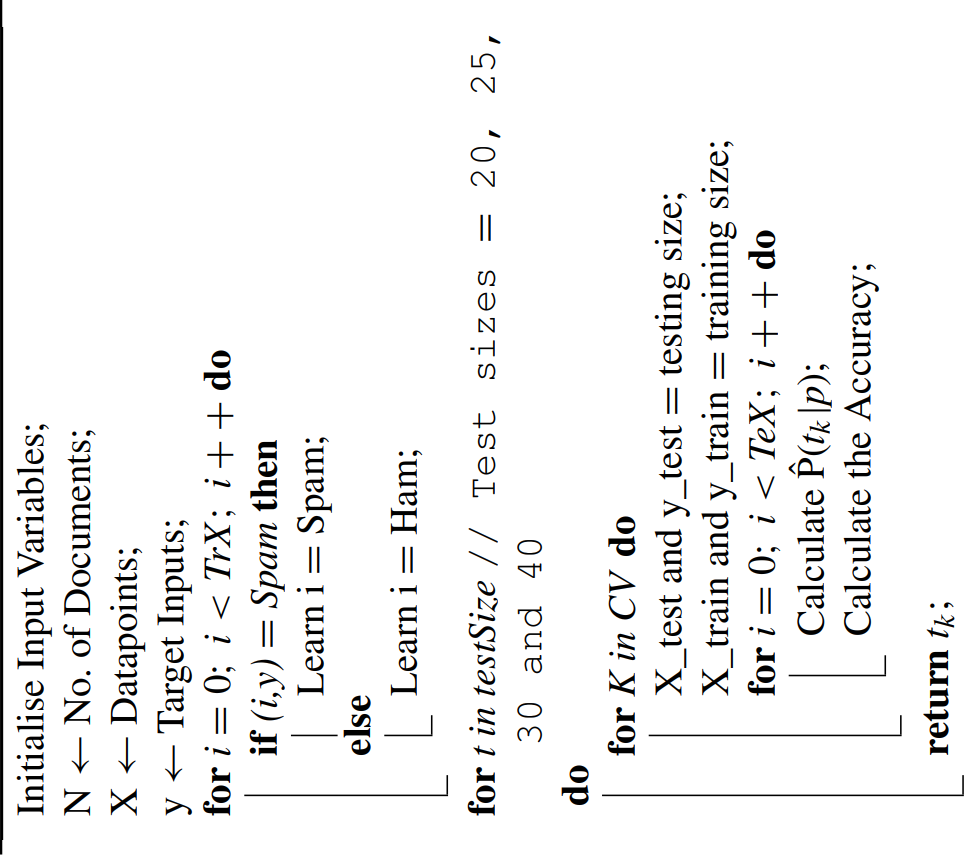 Initialise Input Variables;
N ← No. of Documents;
X ← Datapoints;
y ← Target Inputs;
for i = 0; i < TrX; i + + do
if (i,y) = Spam then
Learn i = Spam;
else
Learn i = Ham;
for t in testSize // Test sizes = 20, 25,
30 and 40
do
for K in CV do
X_test and y_test = testing size;
X_train and y_train = training size;
for i = 0; i < TeX; i + + do
Calculate P̂(t_k|p);
Calculate the Accuracy;
return t_k;